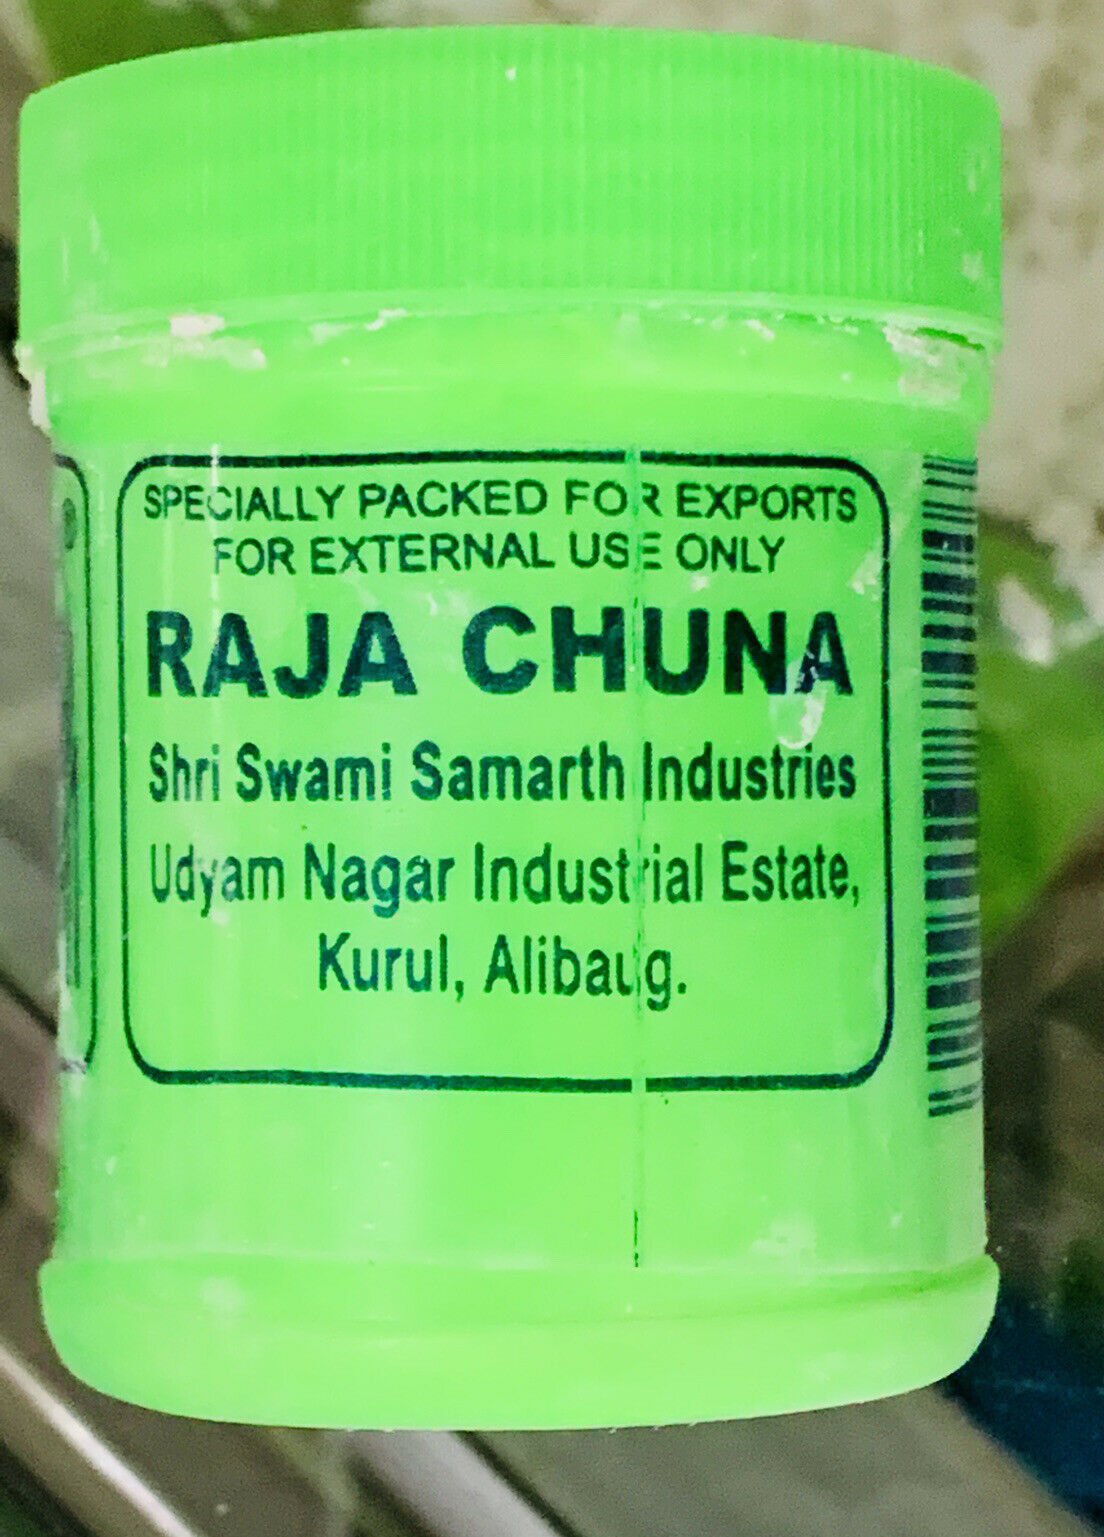 SPECIALLY PACKED FOR EXPORTS
FOR EXTERNAL USE ONLY
RAJA CHUNA
Shri Swami Samarth Industries
Udyam Nagar Industrial Estate,
Kurul, Alibaug.